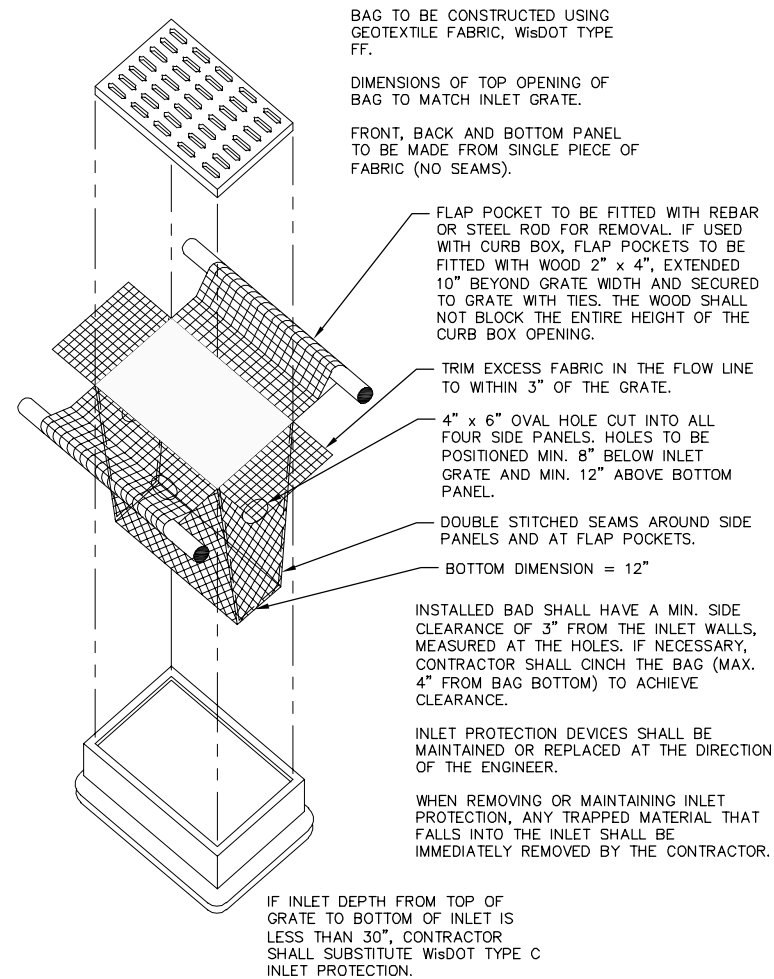 BAG TO BE CONSTRUCTED USING
GEOTEXTILE FABRIC, WisDOT TYPE
FF.
DIMENSIONS OF TOP OPENING OF
BAG TO MATCH INLET GRATE.
FRONT, BACK AND BOTTOM PANEL
TO BE MADE FROM SINGLE PIECE OF
FABRIC (NO SEAMS).
FLAP POCKET TO BE FITTED WITH REBAR
OR STEEL ROD FOR REMOVAL. IF USED
WITH CURB BOX, FLAP POCKETS TO BE
FITTED WITH WOOD 2" x 4", EXTENDED
10" BEYOND GRATE WIDTH AND SECURED
TO GRATE WITH TIES. THE WOOD SHALL
NOT BLOCK THE ENTIRE HEIGHT OF THE
CURB BOX OPENING.
TRIM EXCESS FABRIC IN THE FLOW LINE
TO WITHIN 3" OF THE GRATE.
4" x 6" OVAL HOLE CUT INTO ALL
FOUR SIDE PANELS. HOLES TO BE
POSITIONED MIN. 8" BELOW INLET
GRATE AND MIN. 12" ABOVE BOTTOM
PANEL.
DOUBLE STITCHED SEAMS AROUND SIDE
PANELS AND AT FLAP POCKETS.
BOTTOM DIMENSION = 12"
INSTALLED BAD SHALL HAVE A MIN. SIDE
CLEARANCE OF 3" FROM THE INLET WALLS,
MEASURED AT THE HOLES. IF NECESSARY,
CONTRACTOR SHALL CINCH THE BAG (MAX.
4" FROM BAG BOTTOM) TO ACHIEVE
CLEARANCE.
INLET PROTECTION DEVICES SHALL BE
MAINTAINED OR REPLACED AT THE DIRECTION
OF THE ENGINEER.
WHEN REMOVING OR MAINTAINING INLET
PROTECTION, ANY TRAPPED MATERIAL THAT
FALLS INTO THE INLET SHALL BE
IMMEDIATELY REMOVED BY THE CONTRACTOR.
IF INLET DEPTH FROM TOP OF
GRATE TO BOTTOM OF INLET IS
LESS THAN 30", CONTRACTOR
SHALL SUBSTITUTE WisDOT TYPE C
INLET PROTECTION.